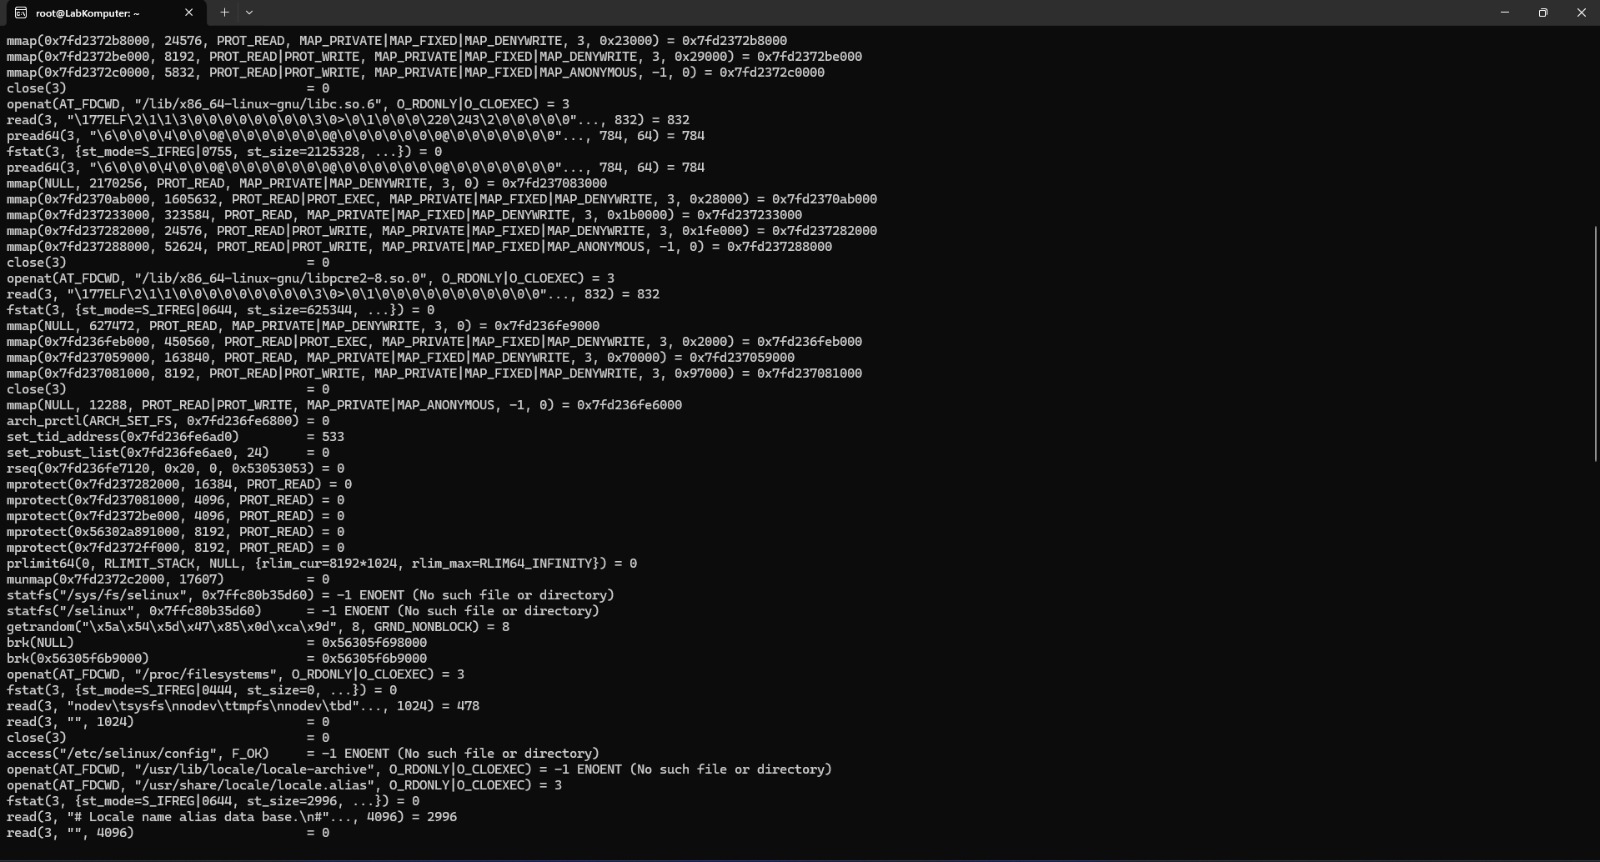 root@LabKomputer: ~
mmap(0x7fd2372b8000, 24576, PROT_READ, MAP_PRIVATE|MAP_FIXED|MAP_DENYWRITE, 3, 0x23000) = 0x7fd2372b8000
mmap(0x7fd2372be000, 8192, PROT_READ|PROT_WRITE, MAP_PRIVATE|MAP_FIXED|MAP_DENYWRITE, 3, 0x29000) = 0x7fd2372be000
mmap(0x7fd2372c0000, 5832, PROT_READ|PROT_WRITE, MAP_PRIVATE|MAP_FIXED|MAP_ANONYMOUS, -1, 0) = 0x7fd2372c0000
close(3)                                = 0
openat(AT_FDCWD, "/lib/x86_64-linux-gnu/libc.so.6", O_RDONLY|O_CLOEXEC) = 3
read(3, "\177ELF\2\1\1\3\0\0\0\0\0\0\0\0\3\0>\0\1\0\0\0\220\243\2\0\0\0\0\0"..., 832) = 832
pread64(3, "\6\0\0\0\4\0\0\0@\0\0\0\0\0\0\0@\0\0\0\0\0\0\0@\0\0\0\0\0\0\0"..., 784, 64) = 784
fstat(3, {st_mode=S_IFREG|0755, st_size=2125328, ...}) = 0
pread64(3, "\6\0\0\0\4\0\0\0@\0\0\0\0\0\0\0@\0\0\0\0\0\0\0@\0\0\0\0\0\0\0"..., 784, 64) = 784
mmap(NULL, 2170256, PROT_READ, MAP_PRIVATE|MAP_DENYWRITE, 3, 0) = 0x7fd237083000
mmap(0x7fd2370ab000, 1605632, PROT_READ|PROT_EXEC, MAP_PRIVATE|MAP_FIXED|MAP_DENYWRITE, 3, 0x28000) = 0x7fd2370ab000
mmap(0x7fd237233000, 323584, PROT_READ, MAP_PRIVATE|MAP_FIXED|MAP_DENYWRITE, 3, 0x1b0000) = 0x7fd237233000
mmap(0x7fd237282000, 24576, PROT_READ|PROT_WRITE, MAP_PRIVATE|MAP_FIXED|MAP_DENYWRITE, 3, 0x1fe000) = 0x7fd237282000
mmap(0x7fd237288000, 52624, PROT_READ|PROT_WRITE, MAP_PRIVATE|MAP_FIXED|MAP_ANONYMOUS, -1, 0) = 0x7fd237288000
close(3)                                = 0
openat(AT_FDCWD, "/lib/x86_64-linux-gnu/libpcre2-8.so.0", O_RDONLY|O_CLOEXEC) = 3
read(3, "\177ELF\2\1\1\0\0\0\0\0\0\0\0\0\3\0>\0\1\0\0\0\0\0\0\0\0\0\0\0"..., 832) = 832
fstat(3, {st_mode=S_IFREG|0644, st_size=625344, ...}) = 0
mmap(NULL, 627472, PROT_READ, MAP_PRIVATE|MAP_DENYWRITE, 3, 0) = 0x7fd236fe9000
mmap(0x7fd236feb000, 450560, PROT_READ|PROT_EXEC, MAP_PRIVATE|MAP_FIXED|MAP_DENYWRITE, 3, 0x2000) = 0x7fd236feb000
mmap(0x7fd237059000, 163840, PROT_READ, MAP_PRIVATE|MAP_FIXED|MAP_DENYWRITE, 3, 0x70000) = 0x7fd237059000
mmap(0x7fd237081000, 8192, PROT_READ|PROT_WRITE, MAP_PRIVATE|MAP_FIXED|MAP_DENYWRITE, 3, 0x97000) = 0x7fd237081000
close(3)                                = 0
mmap(NULL, 12288, PROT_READ|PROT_WRITE, MAP_PRIVATE|MAP_ANONYMOUS, -1, 0) = 0x7fd236fe6000
arch_prctl(ARCH_SET_FS, 0x7fd236fe6800) = 0
set_tid_address(0x7fd236fe6ad0)         = 533
set_robust_list(0x7fd236fe6ae0, 24)     = 0
rseq(0x7fd236fe7120, 0x20, 0, 0x53053053) = 0
mprotect(0x7fd237282000, 16384, PROT_READ) = 0
mprotect(0x7fd237081000, 4096, PROT_READ) = 0
mprotect(0x7fd2372be000, 4096, PROT_READ) = 0
mprotect(0x56302a891000, 8192, PROT_READ) = 0
mprotect(0x7fd2372ff000, 8192, PROT_READ) = 0
prlimit64(0, RLIMIT_STACK, NULL, {rlim_cur=8192*1024, rlim_max=RLIM64_INFINITY}) = 0
munmap(0x7fd2372c2000, 17607)           = 0
statfs("/sys/fs/selinux", 0x7ffc80b35d60) = -1 ENOENT (No such file or directory)
statfs("/selinux", 0x7ffc80b35d60)      = -1 ENOENT (No such file or directory)
getrandom("\x5a\x54\x5d\x47\x85\x0d\xca\x9d", 8, GRND_NONBLOCK) = 8
brk(NULL)                               = 0x56305f698000
brk(0x56305f6b9000)                     = 0x56305f6b9000
openat(AT_FDCWD, "/proc/filesystems", O_RDONLY|O_CLOEXEC) = 3
fstat(3, {st_mode=S_IFREG|0444, st_size=0, ...}) = 0
read(3, "nodev\tsysfs\nnodev\ttmpfs\nnodev\tbd"..., 1024) = 478
read(3, "", 1024)                       = 0
close(3)                                = 0
access("/etc/selinux/config", F_OK)     = -1 ENOENT (No such file or directory)
openat(AT_FDCWD, "/usr/lib/locale/locale-archive", O_RDONLY|O_CLOEXEC) = -1 ENOENT (No such file or directory)
openat(AT_FDCWD, "/usr/share/locale/locale.alias", O_RDONLY|O_CLOEXEC) = 3
fstat(3, {st_mode=S_IFREG|0644, st_size=2996, ...}) = 0
read(3, "# Locale name alias data base.\n#"..., 4096) = 2996
read(3, "", 4096)                       = 0